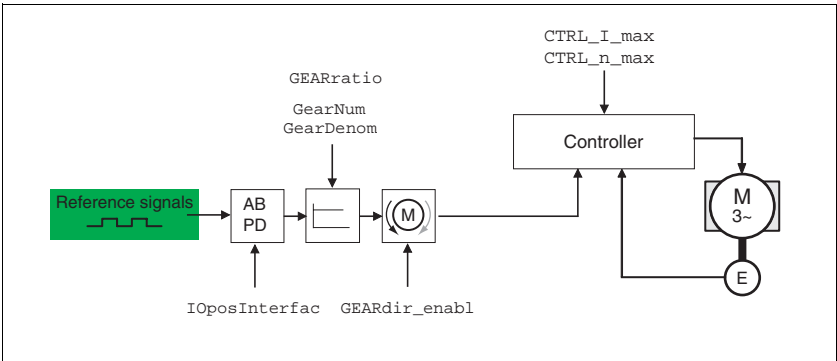 CTRL_I_max
CTRL_n_max
GEARratio
GearNum
GearDenom
Controller
Reference signals
AB
PD
M
M
3~
E
IOposInterfac
GEARdir_enabl